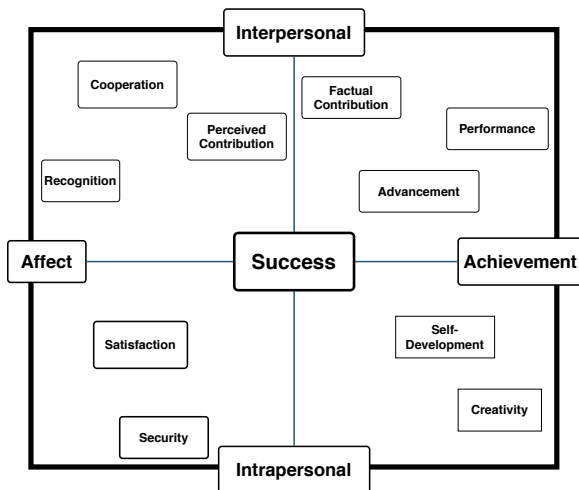 Interpersonal
Cooperation
Factual
Contribution
Perceived
Contribution
Performance
Recognition
Advancement
Affect
Success
Achievement
Satisfaction
Self-
Development
Creativity
Security
Intrapersonal